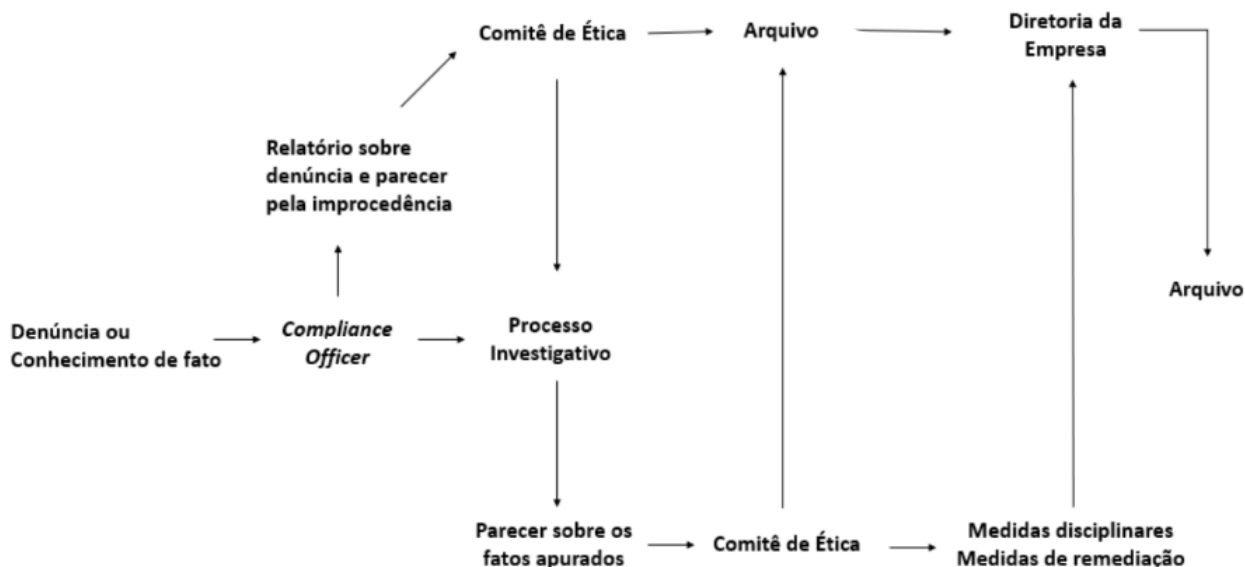 Comitê de Ética
Arquivo
Diretoria da
Empresa
Relatório sobre
denúncia e parecer
pela improcedência
Arquivo
Denúncia ou
Conhecimento de fato
Compliance
Officer
Processo
Investigativo
Parecer sobre os
fatos apurados
Comitê de Ética
Medidas disciplinares
Medidas de remediação